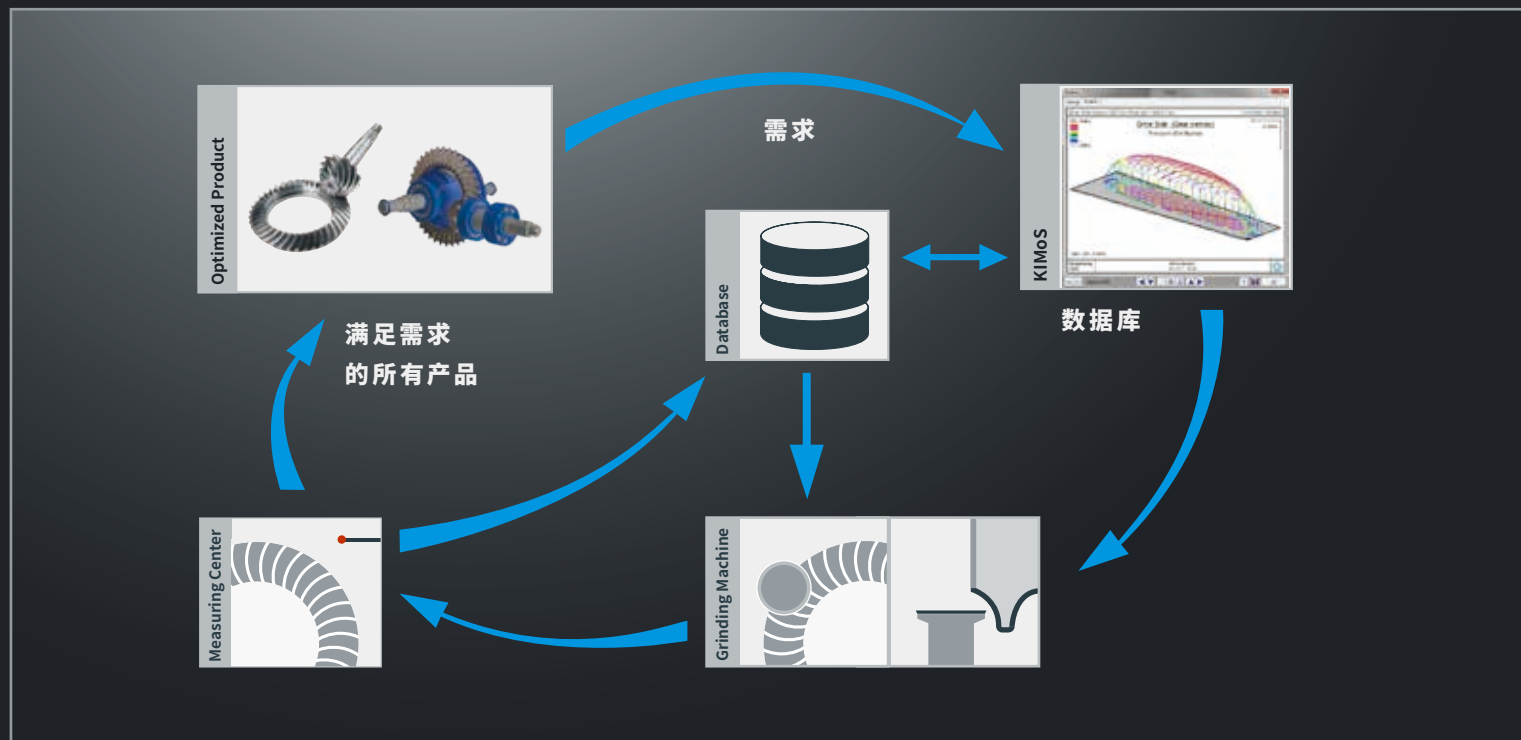 Optimized Product
需求
KIMoS
Database
数据库
满足需求
的所有产品
Measuring Center
Grinding Machine